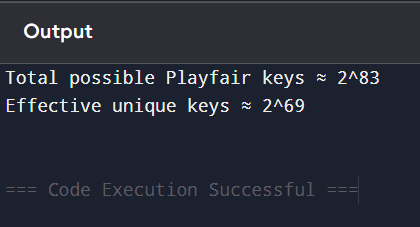 Output
Total possible Playfair keys ≈ 2^83
Effective unique keys ≈ 2^69
=== Code Execution Successful ===